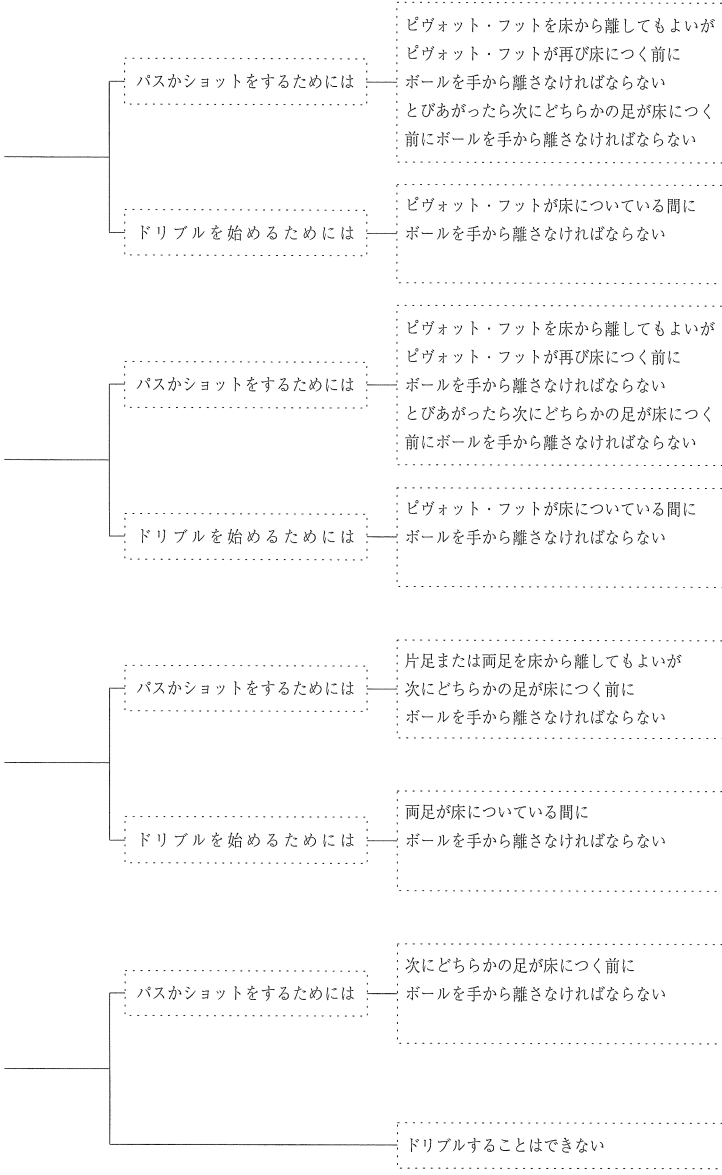 パスかショットをするためには
ピヴォット・フットを床から離してもよいが
ピヴォット・フットが再び床につく前に
ボールを手から離さなければならない
とびあがったら次にどちらかの足が床につく
前にボールを手から離さなければならない
ドリブルを始めるためには
ピヴォット・フットが床についている間に
ボールを手から離さなければならない
パスかショットをするためには
ピヴォット・フットを床から離してもよいが
ピヴォット・フットが再び床につく前に
ボールを手から離さなければならない
とびあがったら次にどちらかの足が床につく
前にボールを手から離さなければならない
ドリブルを始めるためには
ピヴォット・フットが床についている間に
ボールを手から離さなければならない
パスかショットをするためには
片足または両足を床から離してもよいが
次にどちらかの足が床につく前に
ボールを手から離さなければならない
ドリブルを始めるためには
両足が床についている間に
ボールを手から離さなければならない
パスかショットをするためには
次にどちらかの足が床につく前に
ボールを手から離さなければならない
ドリブルすることはできない